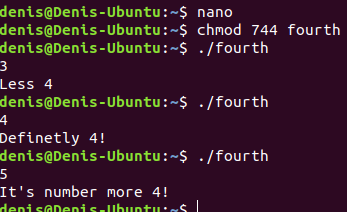 denis@Denis-Ubuntu:~$ nano
denis@Denis-Ubuntu:~$ chmod 744 fourth
denis@Denis-Ubuntu:~$ ./fourth
3
Less 4
denis@Denis-Ubuntu:~$ ./fourth
4
Definetly 4!
denis@Denis-Ubuntu:~$ ./fourth
5
It's number more 4!
denis@Denis-Ubuntu:~$